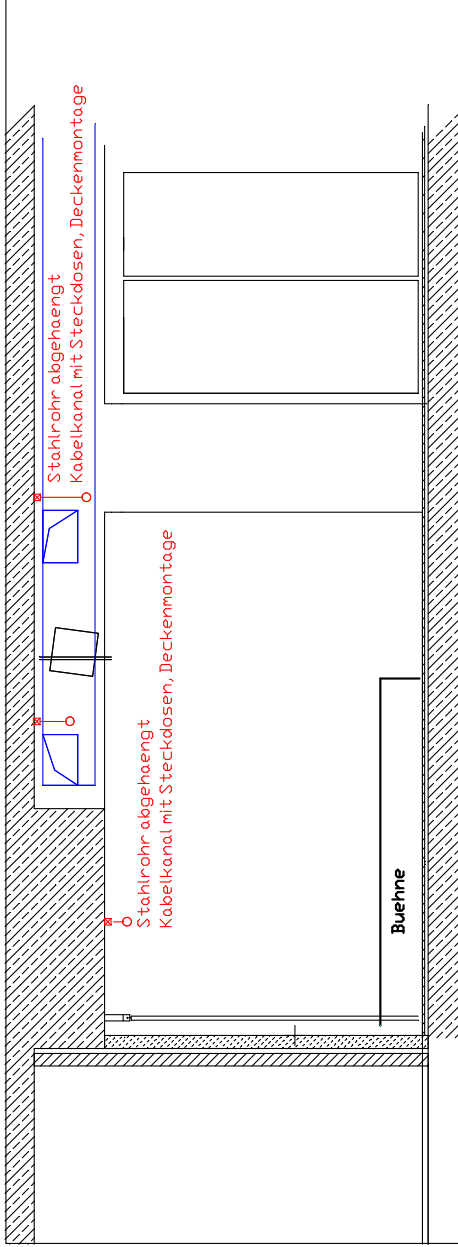 Stahlrohr abgehaengt
Kabelkanal mit Steckdosen, Deckenmontage
Stahlrohr abgehaengt
Kabelkanal mit Steckdosen, Deckenmontage
Buehne